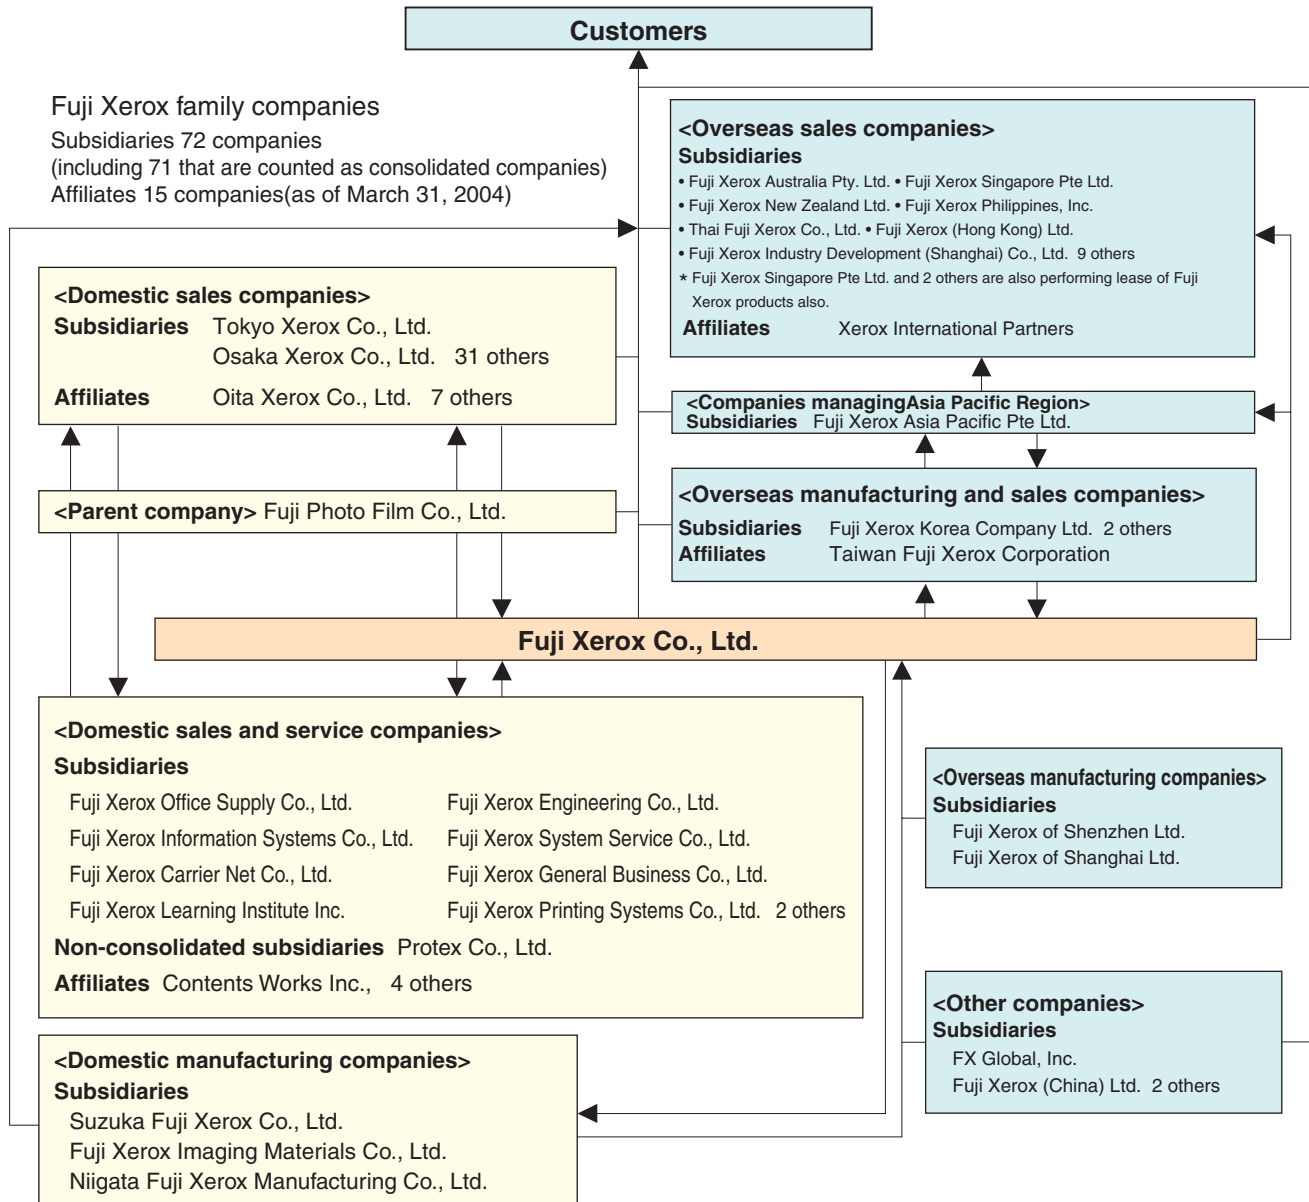 Customers
Fuji Xerox family companies
Subsidiaries 72 companies
(including 71 that are counted as consolidated companies)
Affiliates 15 companies(as of March 31, 2004)
<Overseas sales companies>
Subsidiaries
• Fuji Xerox Australia Pty. Ltd. • Fuji Xerox Singapore Pte Ltd.
• Fuji Xerox New Zealand Ltd. • Fuji Xerox Philippines, Inc.
• Thai Fuji Xerox Co., Ltd. • Fuji Xerox (Hong Kong) Ltd.
• Fuji Xerox Industry Development (Shanghai) Co., Ltd. 9 others
* Fuji Xerox Singapore Pte Ltd. and 2 others are also performing lease of Fuji
Xerox products also.
Affiliates Xerox International Partners
<Domestic sales companies>
Subsidiaries Tokyo Xerox Co., Ltd.
Osaka Xerox Co., Ltd. 31 others
Affiliates Oita Xerox Co., Ltd. 7 others
<Companies managingAsia Pacific Region>
Subsidiaries Fuji Xerox Asia Pacific Pte Ltd.
<Parent company> Fuji Photo Film Co., Ltd.
<Overseas manufacturing and sales companies>
Subsidiaries Fuji Xerox Korea Company Ltd. 2 others
Affiliates Taiwan Fuji Xerox Corporation
Fuji Xerox Co., Ltd.
<Domestic sales and service companies>
Subsidiaries
Fuji Xerox Office Supply Co., Ltd. Fuji Xerox Engineering Co., Ltd.
Fuji Xerox Information Systems Co., Ltd. Fuji Xerox System Service Co., Ltd.
Fuji Xerox Carrier Net Co., Ltd. Fuji Xerox General Business Co., Ltd.
Fuji Xerox Learning Institute Inc. Fuji Xerox Printing Systems Co., Ltd. 2 others
Non-consolidated subsidiaries Protex Co., Ltd.
Affiliates Contents Works Inc., 4 others
<Overseas manufacturing companies>
Subsidiaries
Fuji Xerox of Shenzhen Ltd.
Fuji Xerox of Shanghai Ltd.
<Other companies>
Subsidiaries
FX Global, Inc.
Fuji Xerox (China) Ltd. 2 others
<Domestic manufacturing companies>
Subsidiaries
Suzuka Fuji Xerox Co., Ltd.
Fuji Xerox Imaging Materials Co., Ltd.
Niigata Fuji Xerox Manufacturing Co., Ltd.